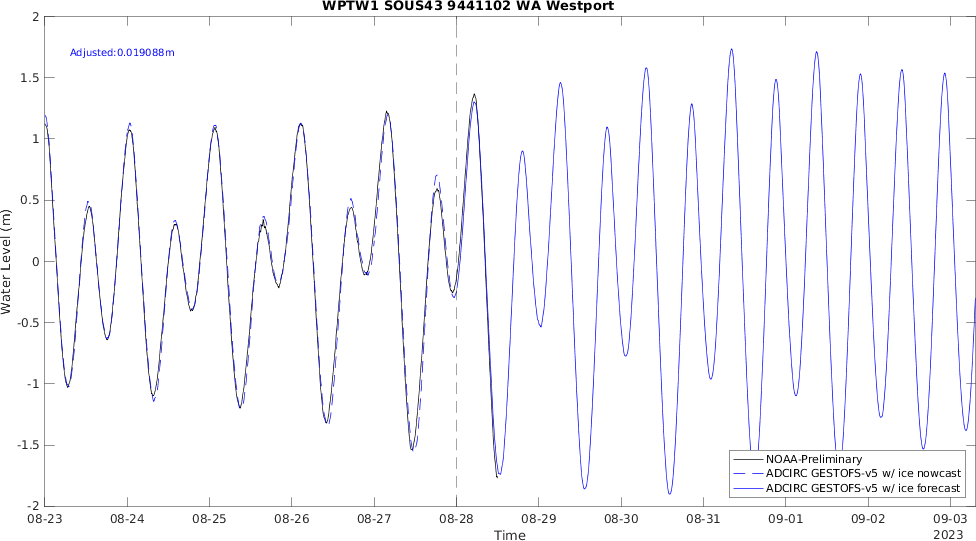 WPTW1 SOUS43 9441102 WA Westport
Adjusted:0.019088m
Water Level (m)
2
1.5
1
0.5
0
-0.5
-1
-1.5
-2
NOAA-Preliminary
ADCIRC GESTOFS-v5 w/ ice nowcast
ADCIRC GESTOFS-v5 w/ ice forecast
08-23 08-24 08-25 08-26 08-27 08-28 08-29 08-30 08-31 09-01 09-02 09-03
2023
Time